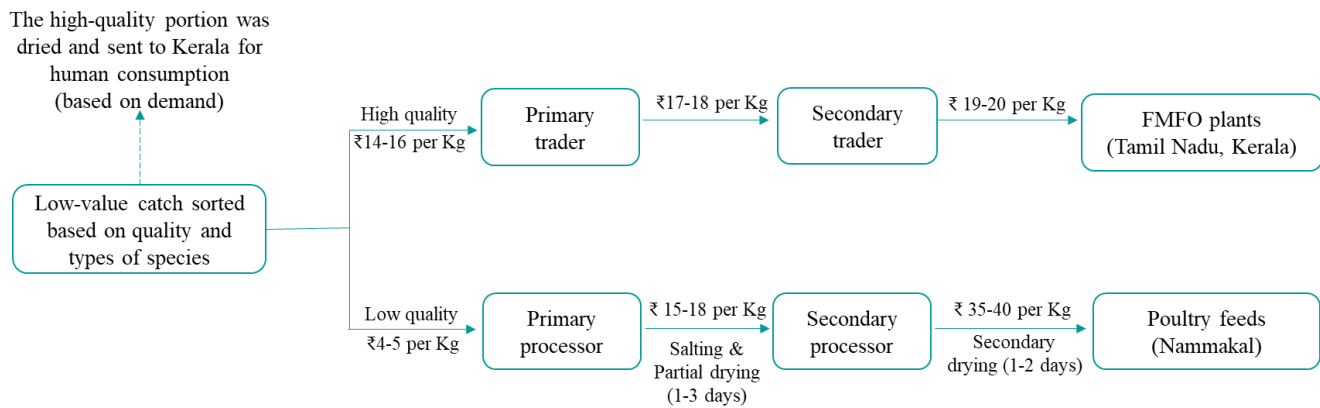 The high-quality portion was
dried and sent to Kerala for
human consumption
(based on demand)
Low-value catch sorted
based on quality and
types of species
High quality
₹14-16 per Kg
Primary
trader
₹17-18 per Kg
Secondary
trader
₹ 19-20 per Kg
FMFO plants
(Tamil Nadu, Kerala)
Low quality
₹4-5 per Kg
Primary
processor
₹ 15-18 per Kg
Salting &
Partial drying
(1-3 days)
Secondary
processor
₹ 35-40 per Kg
Secondary
drying (1-2 days)
Poultry feeds
(Nammakal)